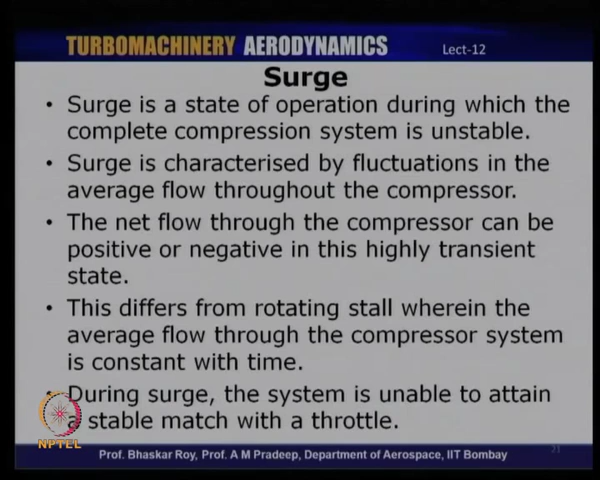 TURBOMACHINERY AERODYNAMICS Lect-12
Surge
• Surge is a state of operation during which the
complete compression system is unstable.
• Surge is characterised by fluctuations in the
average flow throughout the compressor.
• The net flow through the compressor can be
positive or negative in this highly transient
state.
• This differs from rotating stall wherein the
average flow through the compressor system
is constant with time.
• During surge, the system is unable to attain
a stable match with a throttle.
NPTEL
Prof. Bhaskar Roy, Prof. A M Pradeep, Department of Aerospace, IIT Bombay
21